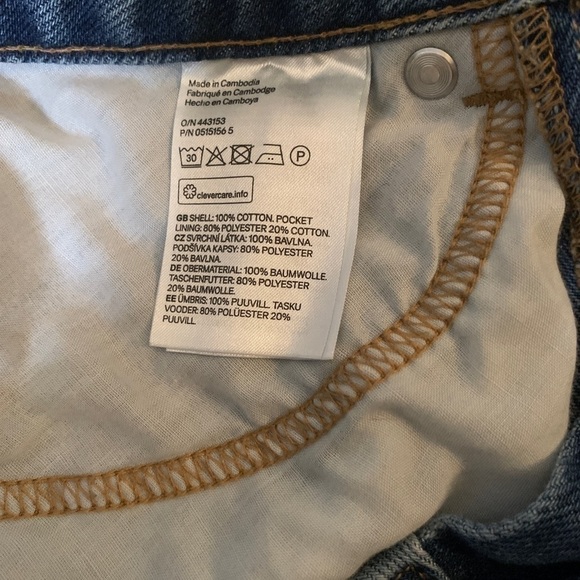 Made in Cambodia
Fabriqué en Cambodge
Hecho en Camboya
O/N 443153
P/N 0515156 5
30
P
clevercare.info
GB SHELL: 100% COTTON. POCKET
LINING: 80% POLYESTER 20% COTTON.
CZ SVRCHNÍ LÁTKA: 100% BAVLNA.
PODŠÍVKA KAPSY: 80% POLYESTER
20% BAVLNA.
DE OBERMATERIAL: 100% BAUMWOLLE.
TASCHENFUTTER: 80% POLYESTER
20% BAUMWOLLE.
EE ÜMBRIS: 100% PUUVILL. TASKU
VOODER: 80% POLÜESTER 20%
PUUVILL.